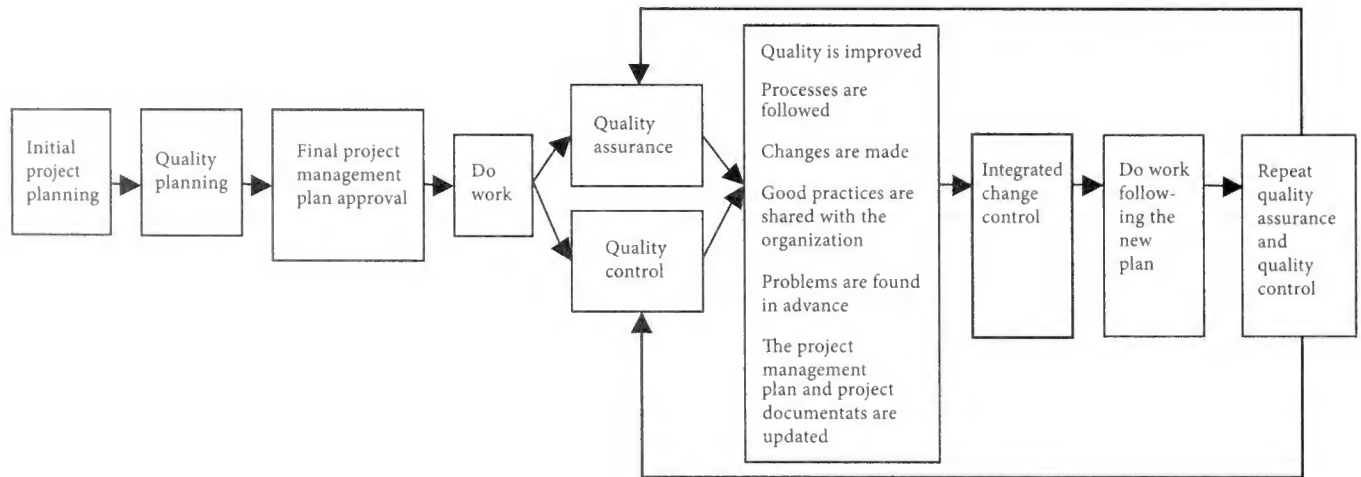 Initial
project
planning
Quality
planning
Final project
management
plan approval
Do
work
Quality
assurance
Quality
control
Quality is improved
Processes are
followed
Changes are made
Good practices are
shared with the
organization
Problems are found
in advance
The project
management
plan and project
documentats are
updated
Integrated
change
control
Do work
follow-
ing the
new
plan
Repeat
quality
assurance
and
quality
control